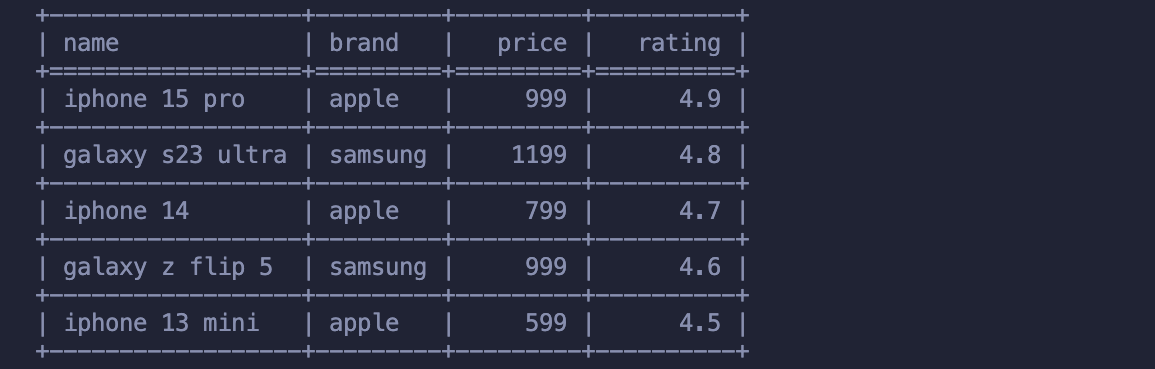 +------------------+---------+---------+----------+
| name             | brand   |   price |   rating |
+==================+=========+=========+==========+
| iphone 15 pro    | apple   |     999 |      4.9 |
+------------------+---------+---------+----------+
| galaxy s23 ultra | samsung |    1199 |      4.8 |
+------------------+---------+---------+----------+
| iphone 14        | apple   |     799 |      4.7 |
+------------------+---------+---------+----------+
| galaxy z flip 5  | samsung |     999 |      4.6 |
+------------------+---------+---------+----------+
| iphone 13 mini   | apple   |     599 |      4.5 |
+------------------+---------+---------+----------+